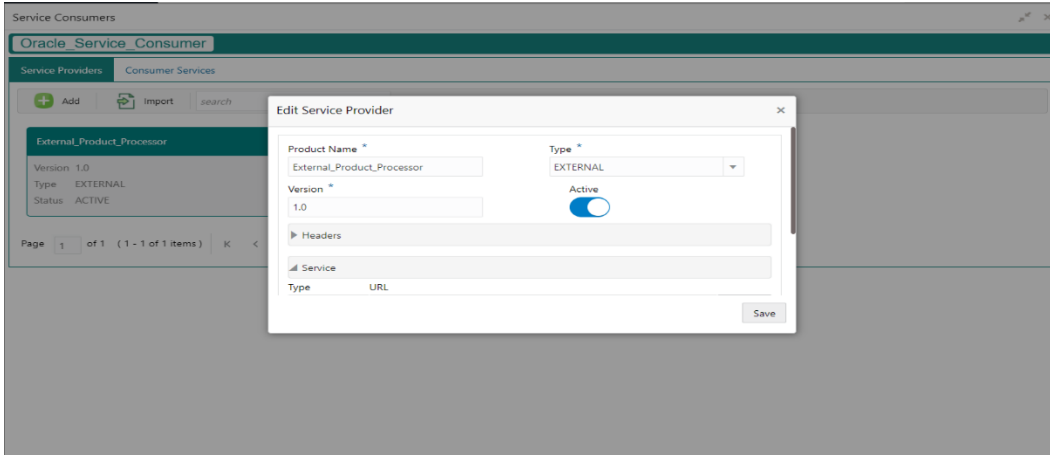 Service Consumers
Oracle_Service_Consumer
Service Providers Consumer Services
Add Import search
External_Product_Processor
Version 1.0
Type EXTERNAL
Status ACTIVE
Page 1 of 1 ( 1 - 1 of 1 items )
Edit Service Provider
Product Name * Type *
External_Product_Processor EXTERNAL
Version * Active
1.0
Headers
Service
Type URL
Save